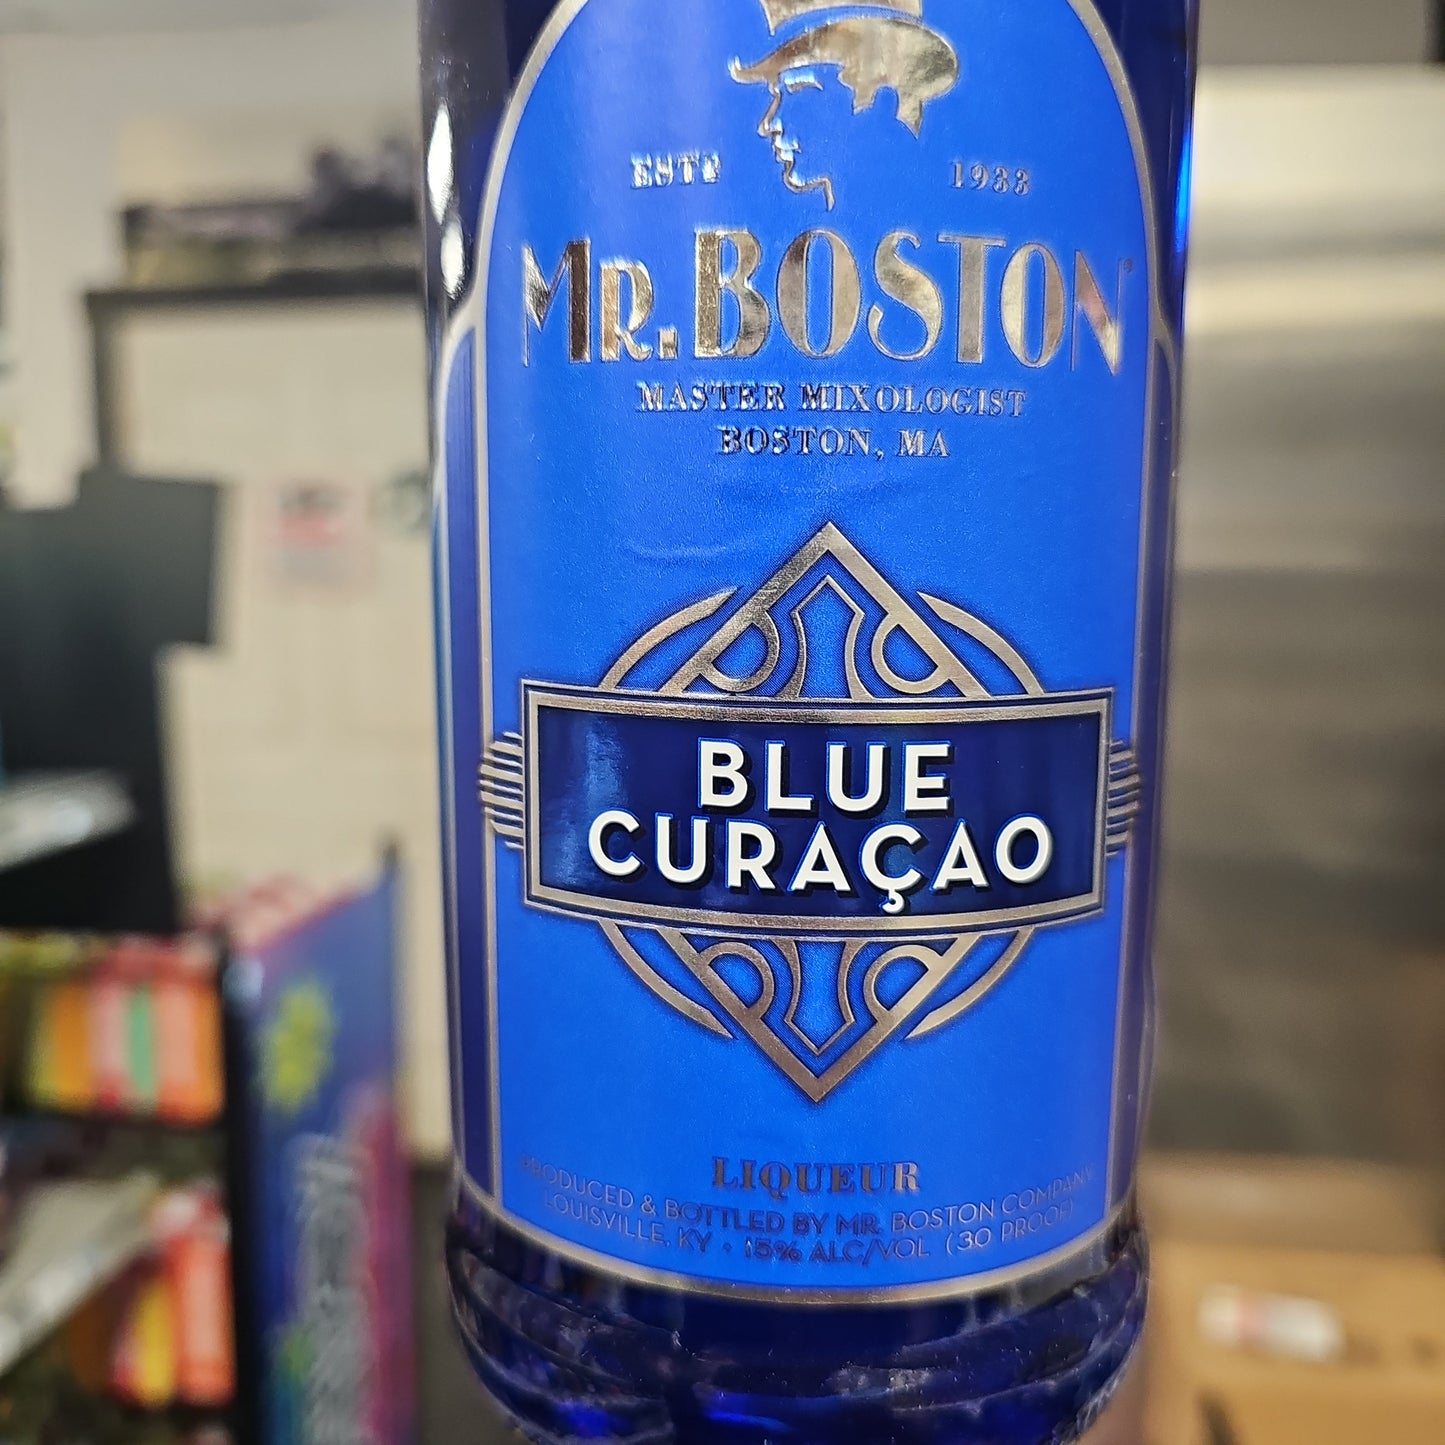 ESTD 1933
MR. BOSTON
MASTER MIXOLOGIST
BOSTON, MA
BLUE
CURAÇAO
LIQUEUR
PRODUCED & BOTTLED BY MR. BOSTON COMPANY
LOUISVILLE, KY • 15% ALC/VOL (30 PROOF)